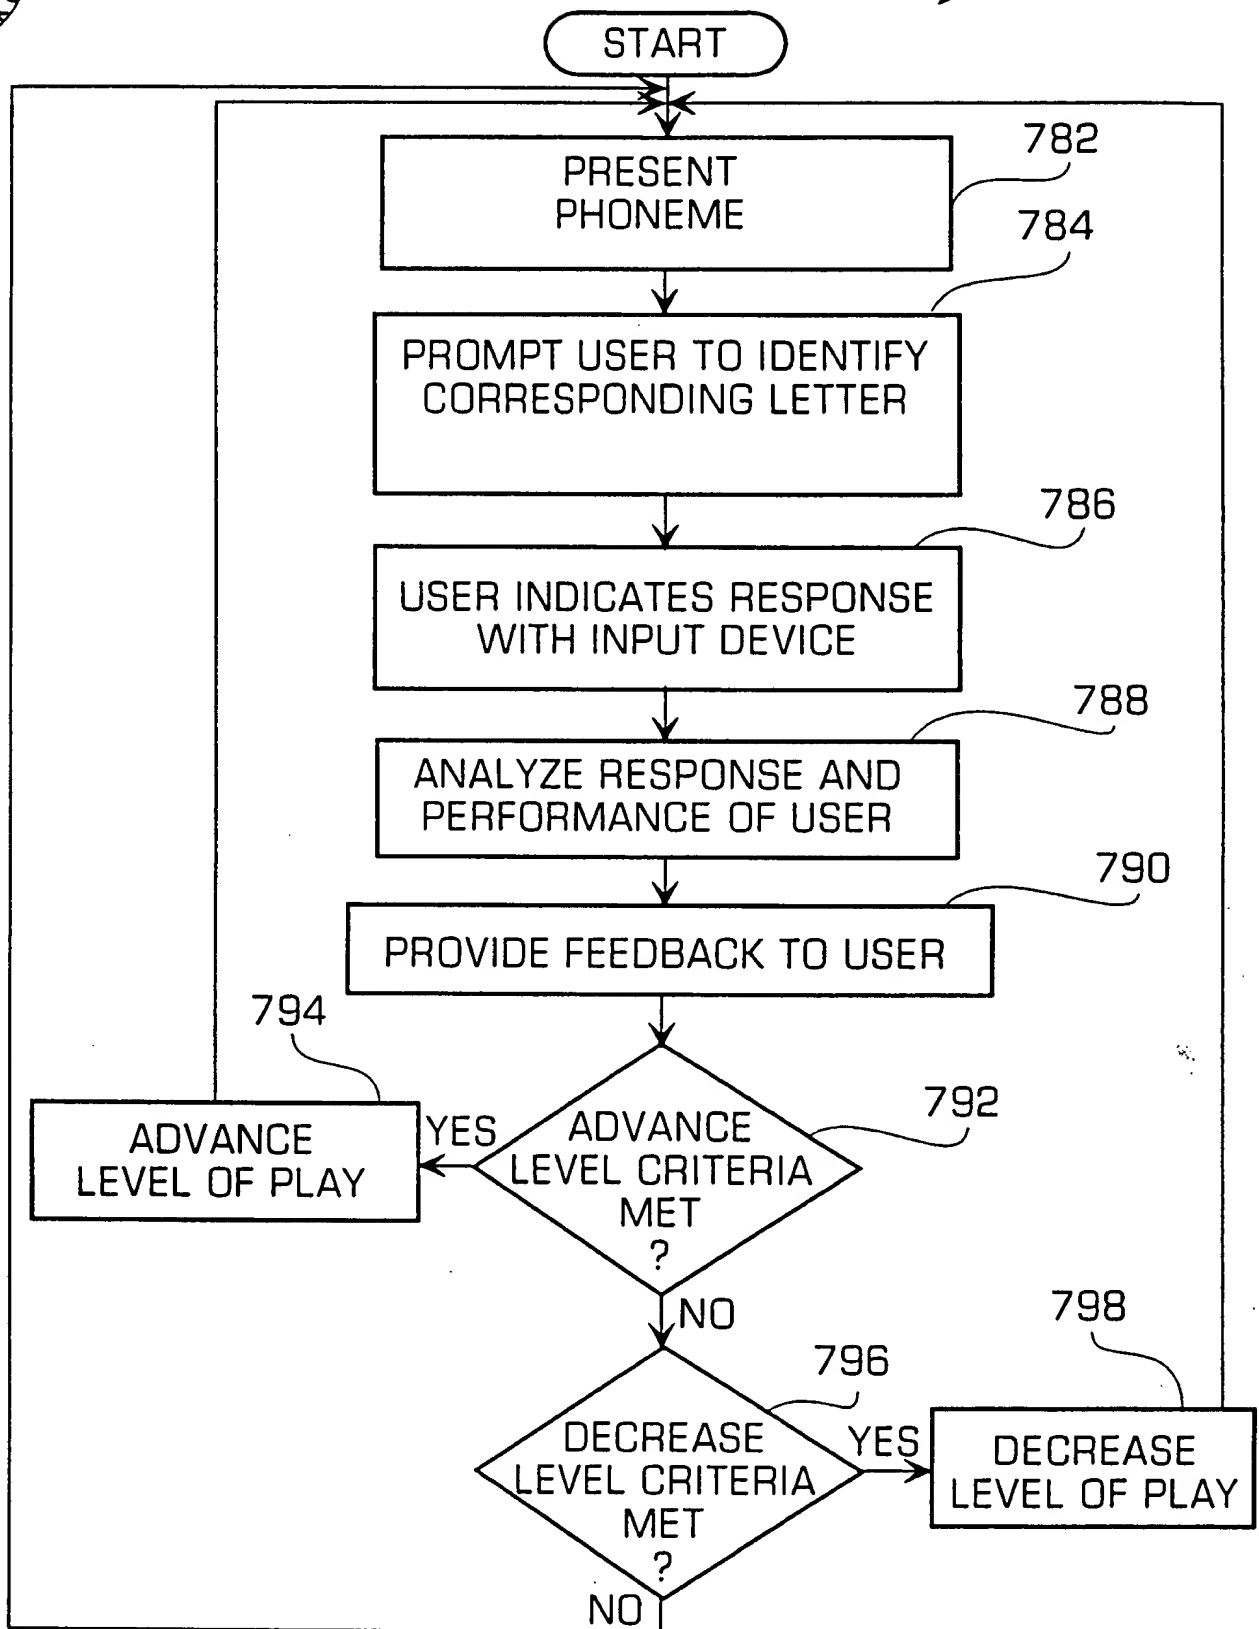 START
782
PRESENT
PHONEME
784
PROMPT USER TO IDENTIFY
CORRESPONDING LETTER
786
USER INDICATES RESPONSE
WITH INPUT DEVICE
788
ANALYZE RESPONSE AND
PERFORMANCE OF USER
790
PROVIDE FEEDBACK TO USER
794
792
ADVANCE
LEVEL OF PLAY
YES
ADVANCE
LEVEL CRITERIA
MET
?
NO
798
796
DECREASE
LEVEL CRITERIA
MET
?
YES
DECREASE
LEVEL OF PLAY
NO